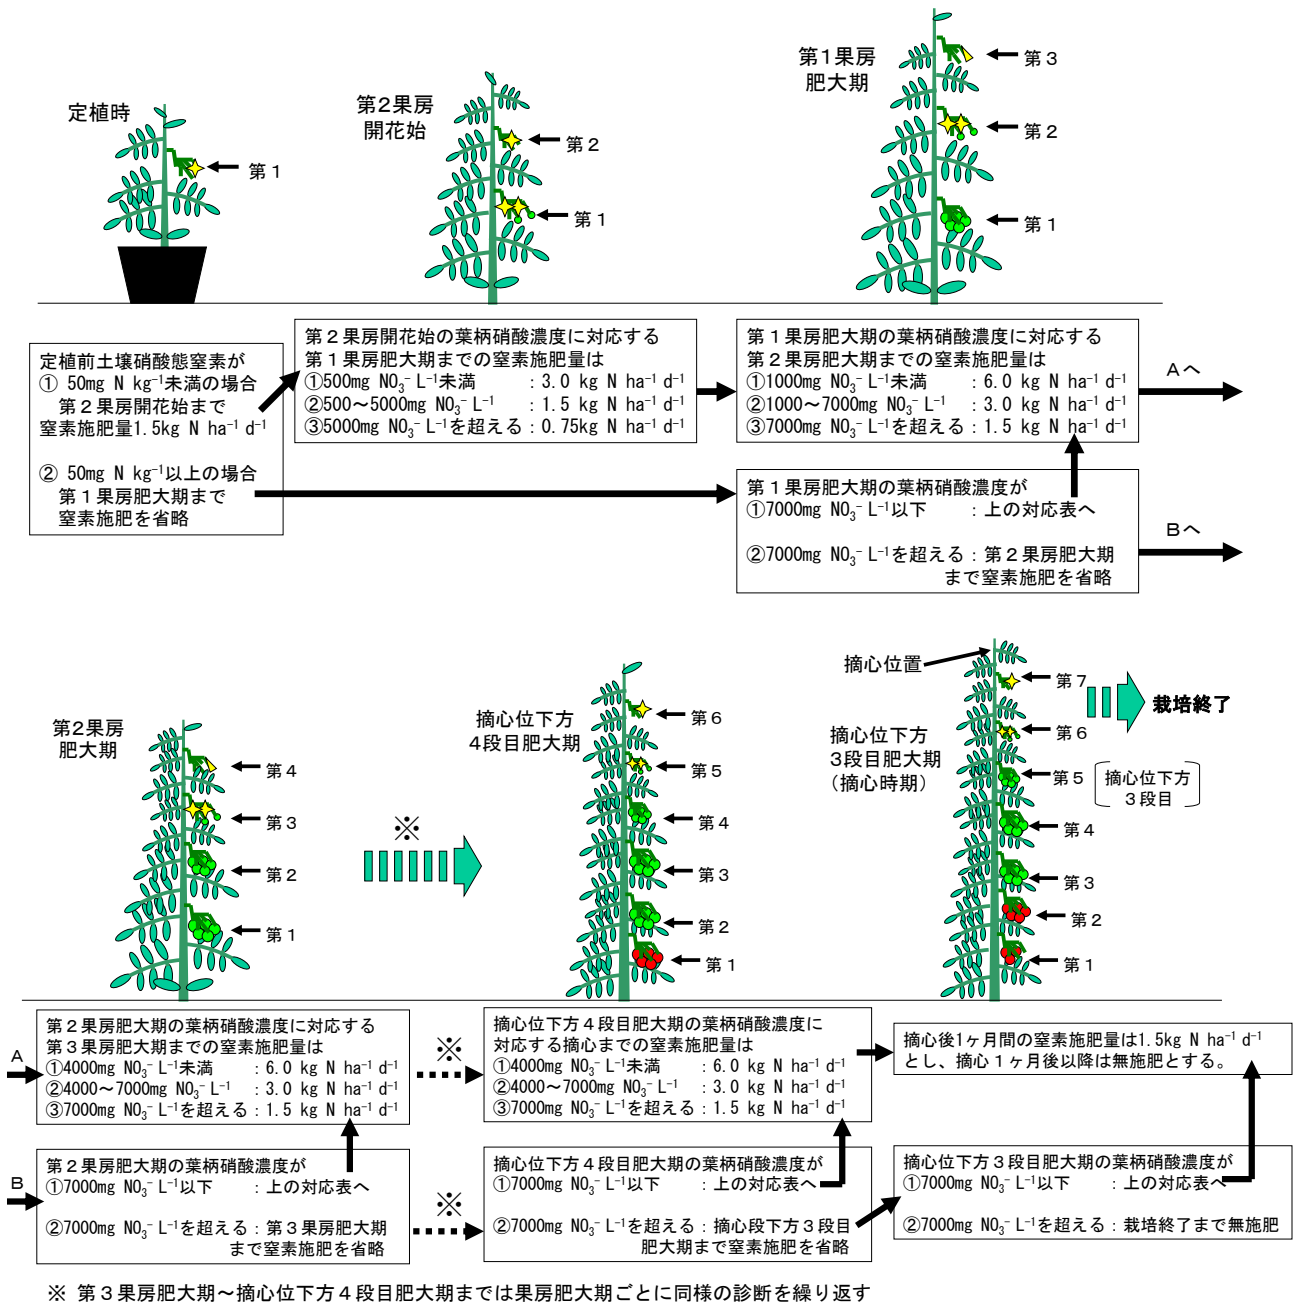 定植時
第１
第２果房
開花始
第２
第１
第１果房
肥大期
第３
第２
第１
定植前土壌硝酸態窒素が
① 50mg N kg⁻¹未満の場合
第２果房開花始まで
窒素施肥量1.5kg N ha⁻¹ d⁻¹
② 50mg N kg⁻¹以上の場合
第１果房肥大期まで
窒素施肥を省略
第２果房開花始の葉柄硝酸濃度に対応する
第１果房肥大期までの窒素施肥量は
①500mg NO₃⁻ L⁻¹未満 : 3.0 kg N ha⁻¹ d⁻¹
②500～5000mg NO₃⁻ L⁻¹ : 1.5 kg N ha⁻¹ d⁻¹
③5000mg NO₃⁻ L⁻¹を超える : 0.75kg N ha⁻¹ d⁻¹
第１果房肥大期の葉柄硝酸濃度に対応する
第２果房肥大期までの窒素施肥量は
①1000mg NO₃⁻ L⁻¹未満 : 6.0 kg N ha⁻¹ d⁻¹
②1000～7000mg NO₃⁻ L⁻¹ : 3.0 kg N ha⁻¹ d⁻¹
③7000mg NO₃⁻ L⁻¹を超える : 1.5 kg N ha⁻¹ d⁻¹
Ａへ
第１果房肥大期の葉柄硝酸濃度が
①7000mg NO₃⁻ L⁻¹以下 : 上の対応表へ
②7000mg NO₃⁻ L⁻¹を超える : 第２果房肥大期
まで窒素施肥を省略
Ｂへ
第２果房
肥大期
第４
第３
第２
第１
※
摘心位下方
４段目肥大期
第６
第５
第４
第３
第２
第１
摘心位置
摘心位下方
３段目肥大期
（摘心時期）
第７
第６
第５
摘心位下方
３段目
第４
第３
第２
第１
栽培終了
A
第２果房肥大期の葉柄硝酸濃度に対応する
第３果房肥大期までの窒素施肥量は
①4000mg NO₃⁻ L⁻¹未満 : 6.0 kg N ha⁻¹ d⁻¹
②4000～7000mg NO₃⁻ L⁻¹ : 3.0 kg N ha⁻¹ d⁻¹
③7000mg NO₃⁻ L⁻¹を超える : 1.5 kg N ha⁻¹ d⁻¹
※
摘心位下方４段目肥大期の葉柄硝酸濃度に
対応する摘心までの窒素施肥量は
①4000mg NO₃⁻ L⁻¹未満 : 6.0 kg N ha⁻¹ d⁻¹
②4000～7000mg NO₃⁻ L⁻¹ : 3.0 kg N ha⁻¹ d⁻¹
③7000mg NO₃⁻ L⁻¹を超える : 1.5 kg N ha⁻¹ d⁻¹
摘心後1ヶ月間の窒素施肥量は1.5kg N ha⁻¹ d⁻¹
とし、摘心１ヶ月後以降は無施肥とする。
B
第２果房肥大期の葉柄硝酸濃度が
①7000mg NO₃⁻ L⁻¹以下 : 上の対応表へ
②7000mg NO₃⁻ L⁻¹を超える : 第３果房肥大期
まで窒素施肥を省略
※
摘心位下方４段目肥大期の葉柄硝酸濃度が
①7000mg NO₃⁻ L⁻¹以下 : 上の対応表へ
②7000mg NO₃⁻ L⁻¹を超える : 摘心段下方３段目
肥大期まで窒素施肥を省略
摘心位下方３段目肥大期の葉柄硝酸濃度が
①7000mg NO₃⁻ L⁻¹以下 : 上の対応表へ
②7000mg NO₃⁻ L⁻¹を超える : 栽培終了まで無施肥
※ 第３果房肥大期～摘心位下方４段目肥大期までは果房肥大期ごとに同様の診断を繰り返す